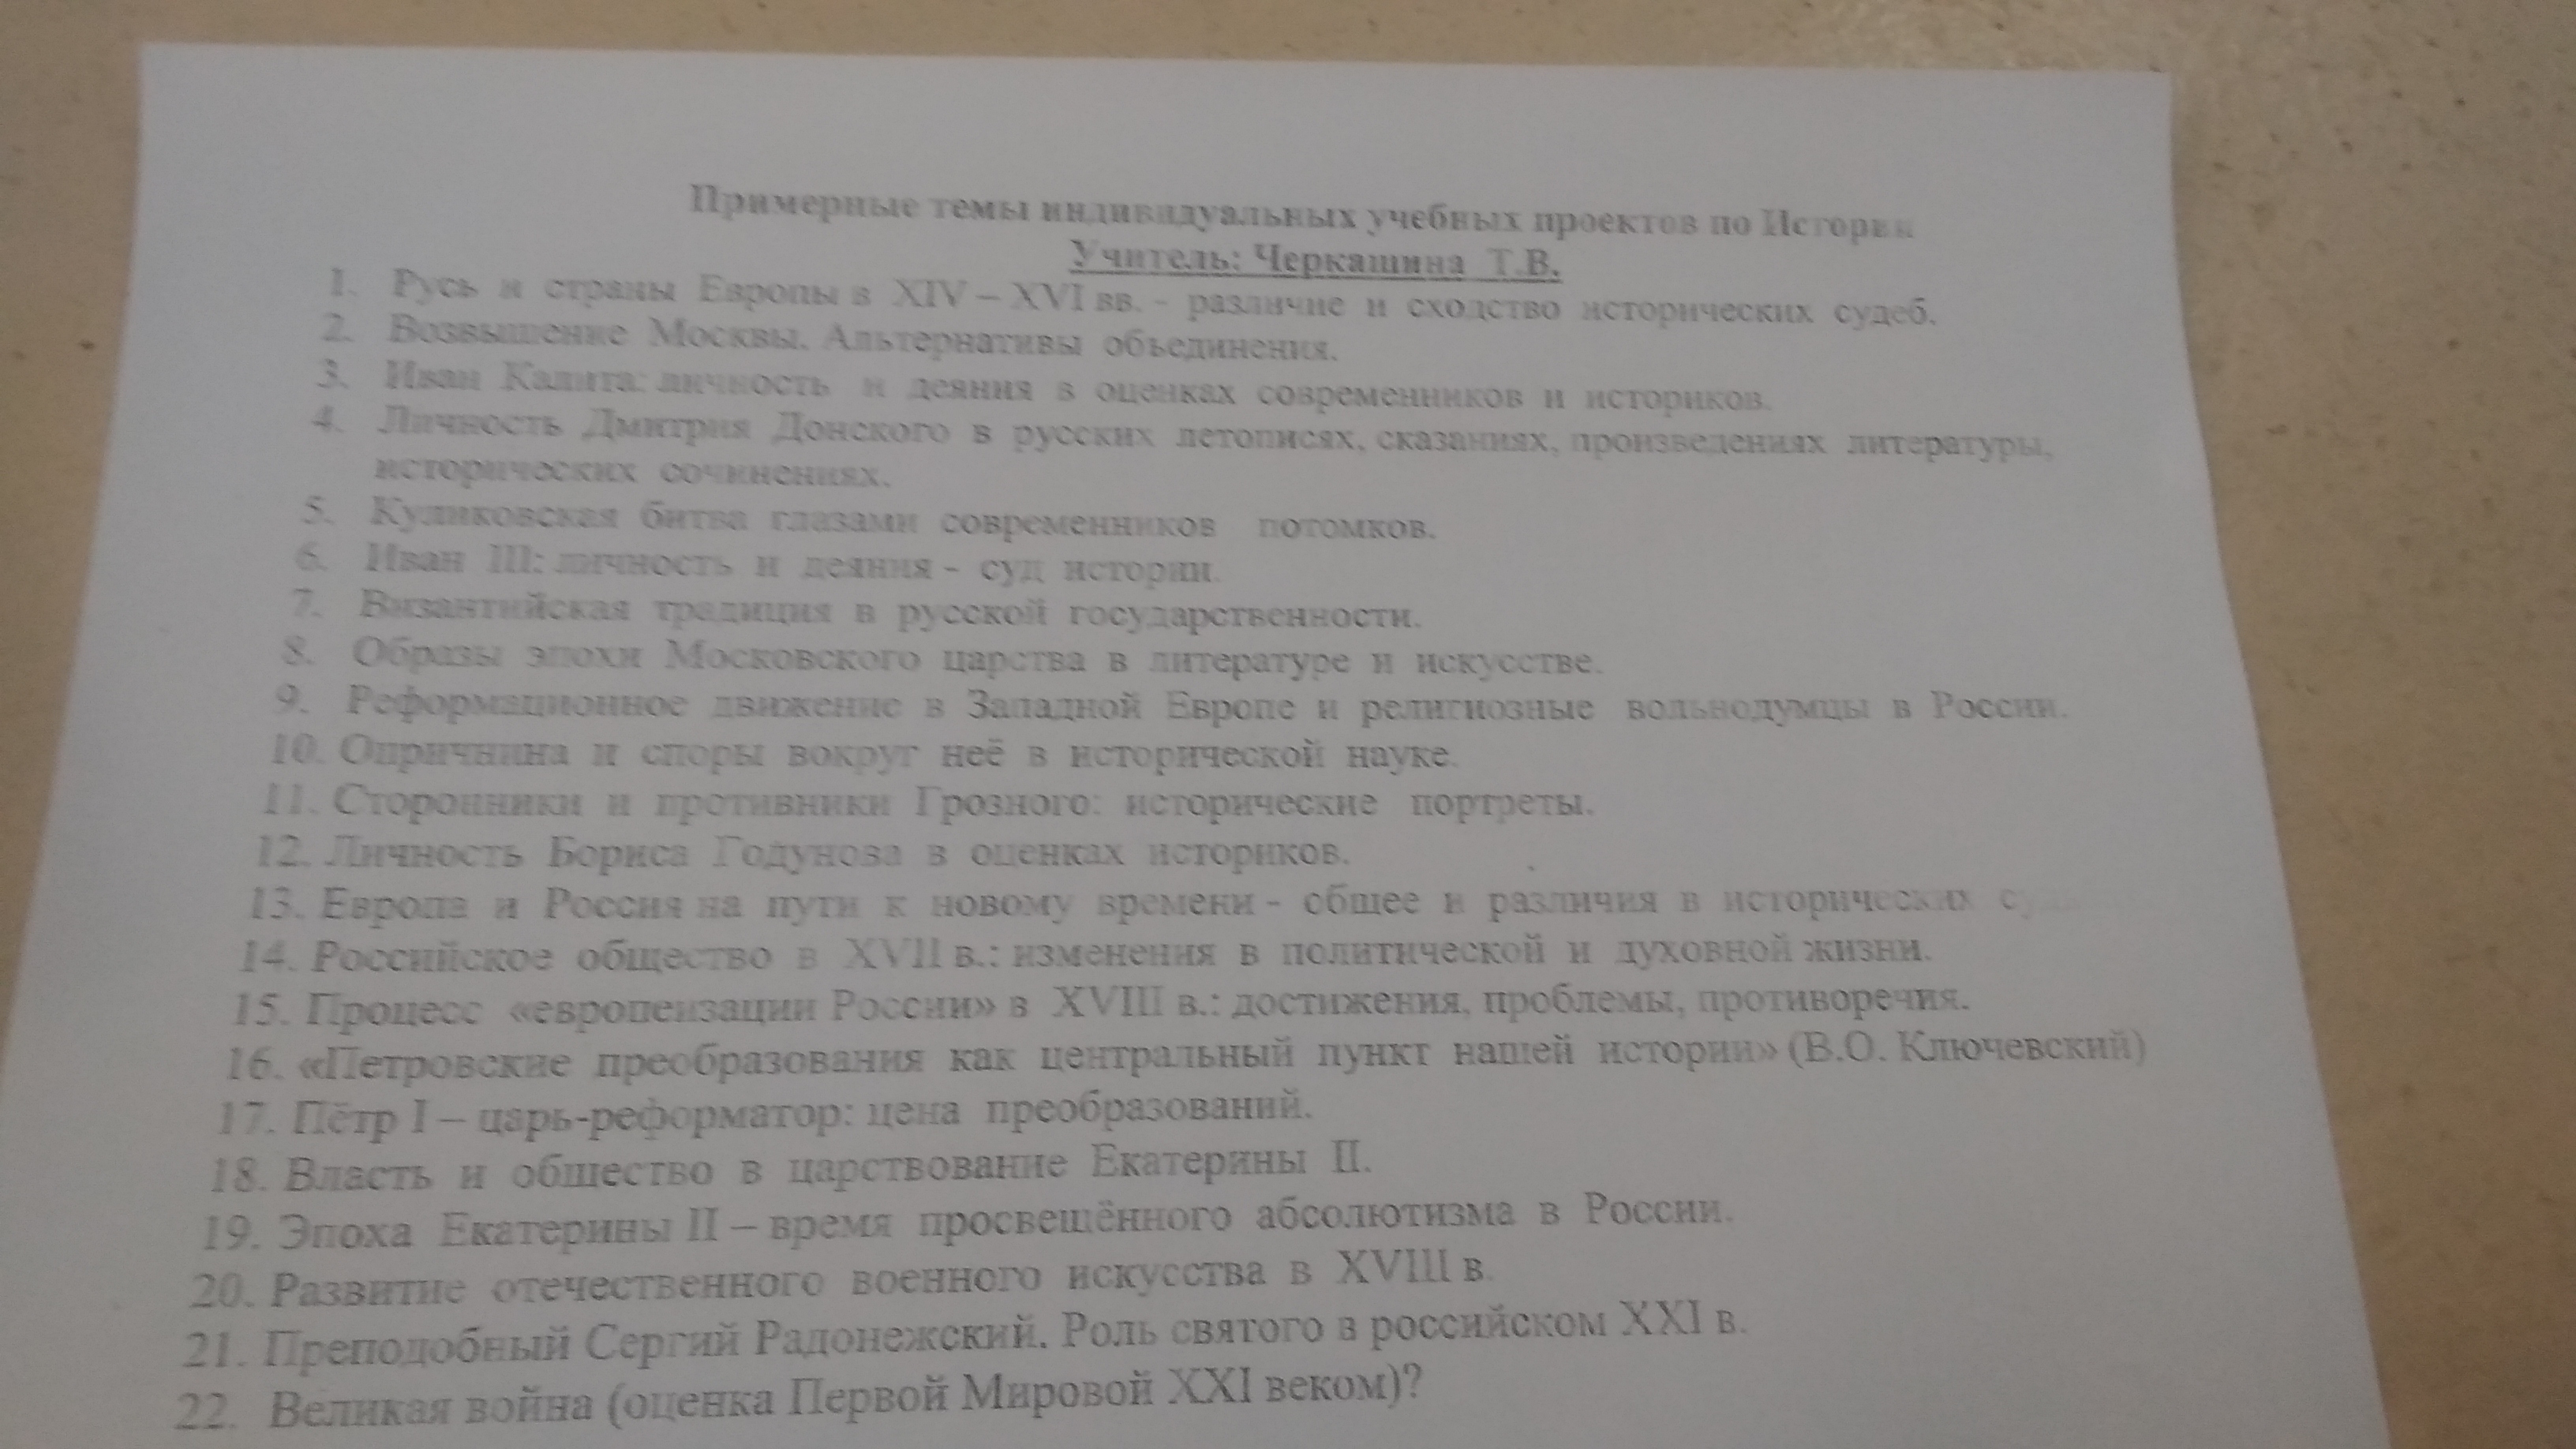 Примерные темы индивидуальных учебных проектов по Истории
Учитель: Черкашина Т.В.
1. Русь и страны Европы в XIV – XVI вв. - различие и сходство исторических судеб.
2. Возвышение Москвы. Альтернативы объединения.
3. Иван Калита: личность и деяния в оценках современников и историков.
4. Личность Дмитрия Донского в русских летописях, сказаниях, произведениях литературы,
исторических сочинениях.
5. Куликовская битва глазами современников потомков.
6. Иван III: личность и деяния - суд истории.
7. Византийская традиция в русской государственности.
8. Образы эпохи Московского царства в литературе и искусстве.
9. Реформационное движение в Западной Европе и религиозные вольнодумцы в России.
10. Опричнина и споры вокруг неё в исторической науке.
11. Сторонники и противники Грозного: исторические портреты.
12. Личность Бориса Годунова в оценках историков.
13. Европа и Россия на пути к новому времени - общее и различия в исторических
14. Российское общество в XVII в.: изменения в политической и духовной жизни.
15. Процесс «европеизации России» в XVIII в.: достижения, проблемы, противоречия.
16. «Петровские преобразования как центральный пункт нашей истории» (В.О. Ключевский)
17. Пётр I – царь-реформатор: цена преобразований.
18. Власть и общество в царствование Екатерины II.
19. Эпоха Екатерины II – время просвещённого абсолютизма в России.
20. Развитие отечественного военного искусства в XVIII в.
21. Преподобный Сергий Радонежский. Роль святого в российском XXI в.
22. Великая война (оценка Первой Мировой XXI веком)?